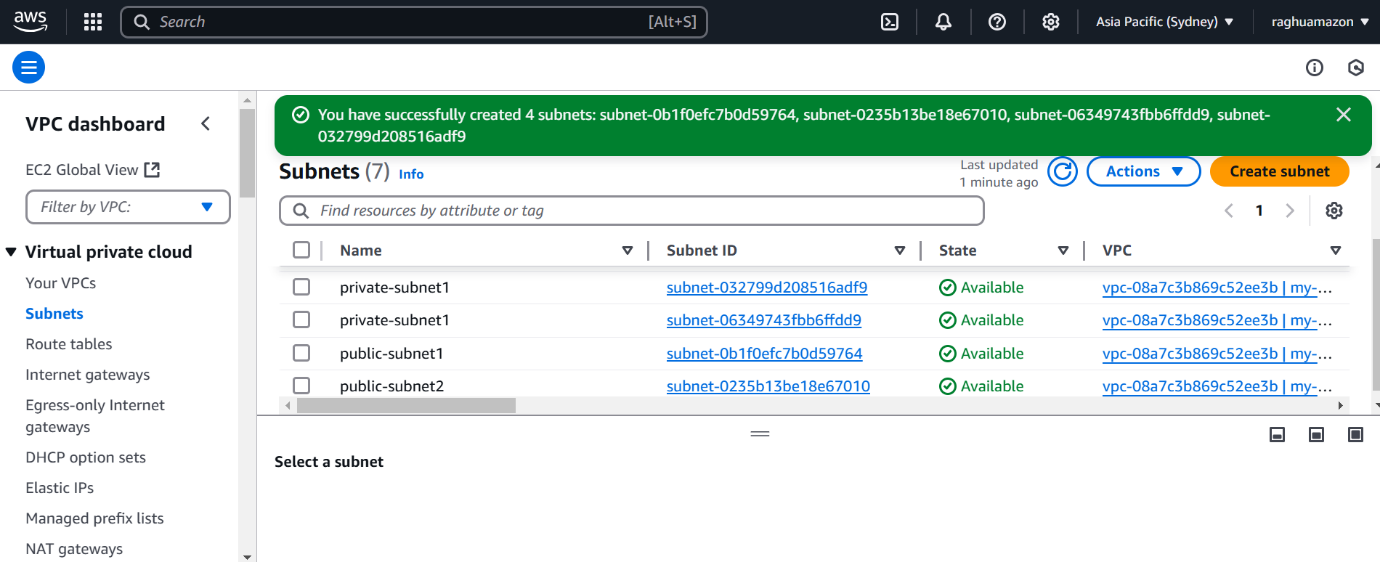 aws
Search
[Alt+S]
Asia Pacific (Sydney)
raghuamazon
VPC dashboard
EC2 Global View
Filter by VPC:
Virtual private cloud
Your VPCs
Subnets
Route tables
Internet gateways
Egress-only Internet
gateways
DHCP option sets
Elastic IPs
Managed prefix lists
NAT gateways
You have successfully created 4 subnets: subnet-0b1f0efc7b0d59764, subnet-0235b13be18e67010, subnet-06349743fbb6ffdd9, subnet-
032799d208516adf9
Subnets (7) Info
Last updated
1 minute ago
Actions
Create subnet
Find resources by attribute or tag
1
Name Subnet ID State VPC
private-subnet1 subnet-032799d208516adf9 Available vpc-08a7c3b869c52ee3b | my-...
private-subnet1 subnet-06349743fbb6ffdd9 Available vpc-08a7c3b869c52ee3b | my-...
public-subnet1 subnet-0b1f0efc7b0d59764 Available vpc-08a7c3b869c52ee3b | my-...
public-subnet2 subnet-0235b13be18e67010 Available vpc-08a7c3b869c52ee3b | my-...
Select a subnet